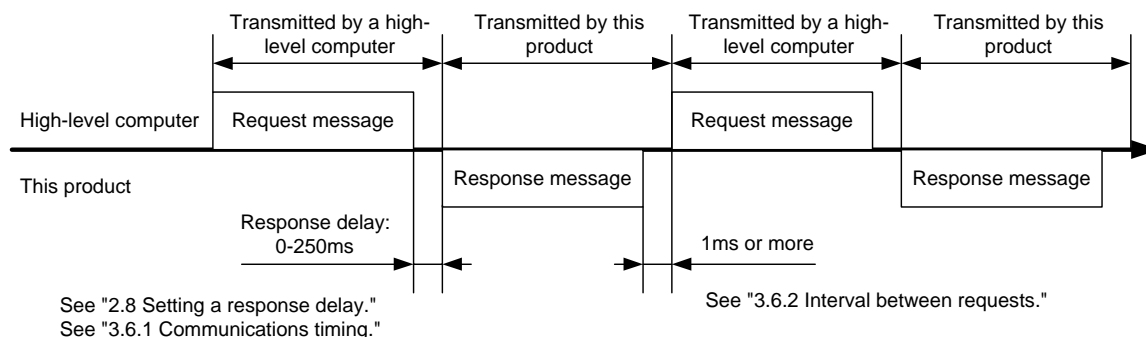 Transmitted by a high-
level computer
Transmitted by this
product
Transmitted by a high-
level computer
Transmitted by this
product
High-level computer
Request message
Request message
This product
Response message
Response message
Response delay:
0-250ms
1ms or more
See "2.8 Setting a response delay."
See "3.6.1 Communications timing."
See "3.6.2 Interval between requests."